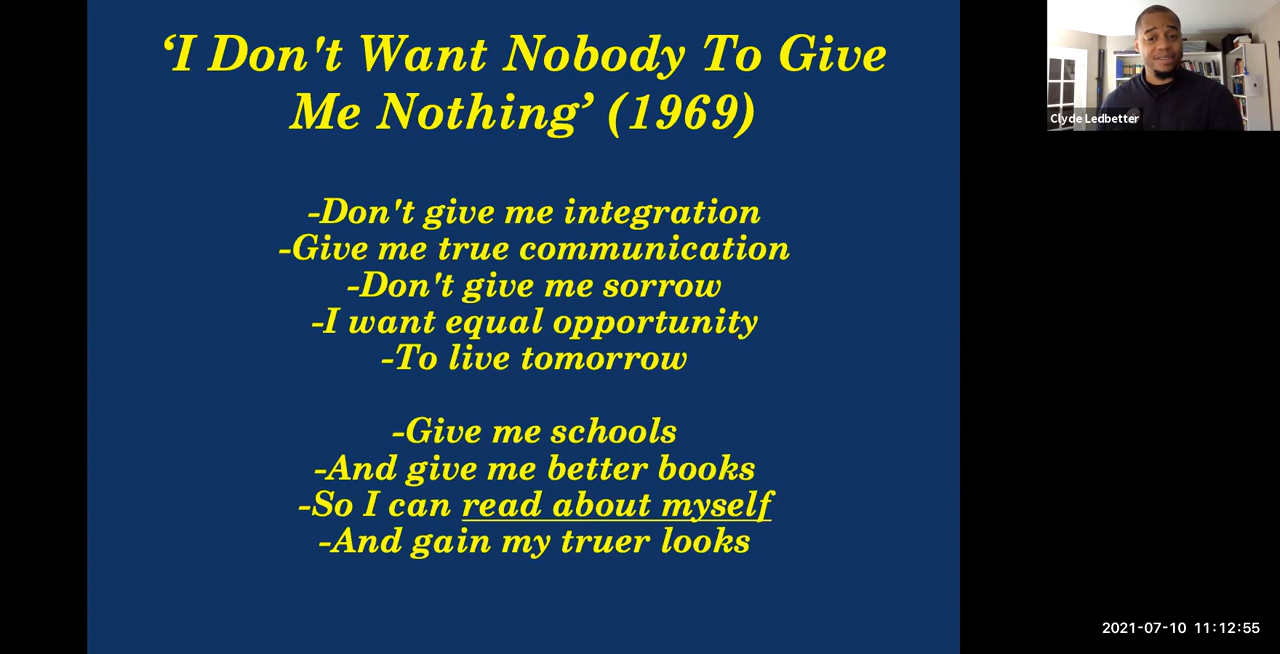 ‘I Don't Want Nobody To Give
Me Nothing’ (1969)
-Don't give me integration
-Give me true communication
-Don't give me sorrow
-I want equal opportunity
-To live tomorrow
-Give me schools
-And give me better books
-So I can read about myself
-And gain my truer looks
Clyde Ledbetter
2021-07-10 11:12:55